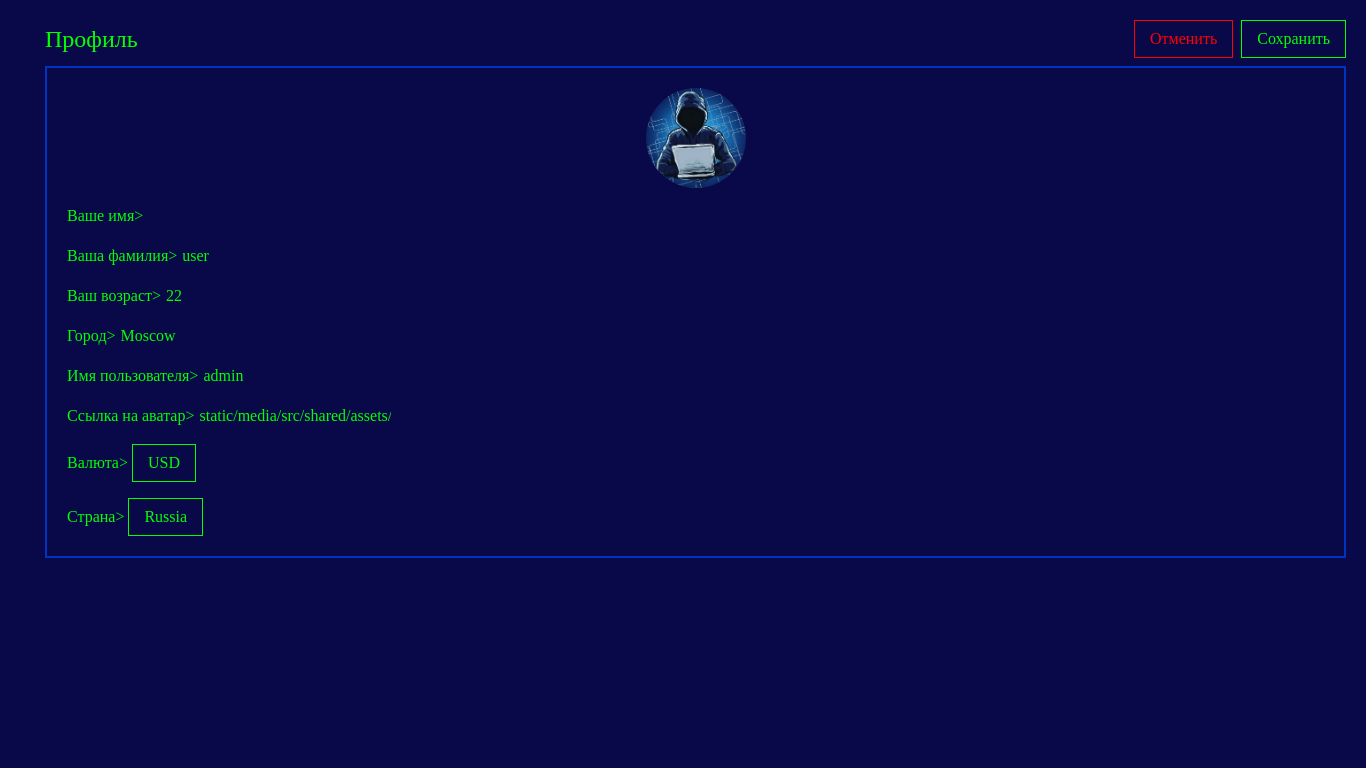 Профиль
Отменить
Сохранить
Ваше имя>
Ваша фамилия> user
Ваш возраст> 22
Город> Moscow
Имя пользователя> admin
Ссылка на аватар> static/media/src/shared/assets/
Валюта> USD
Страна> Russia